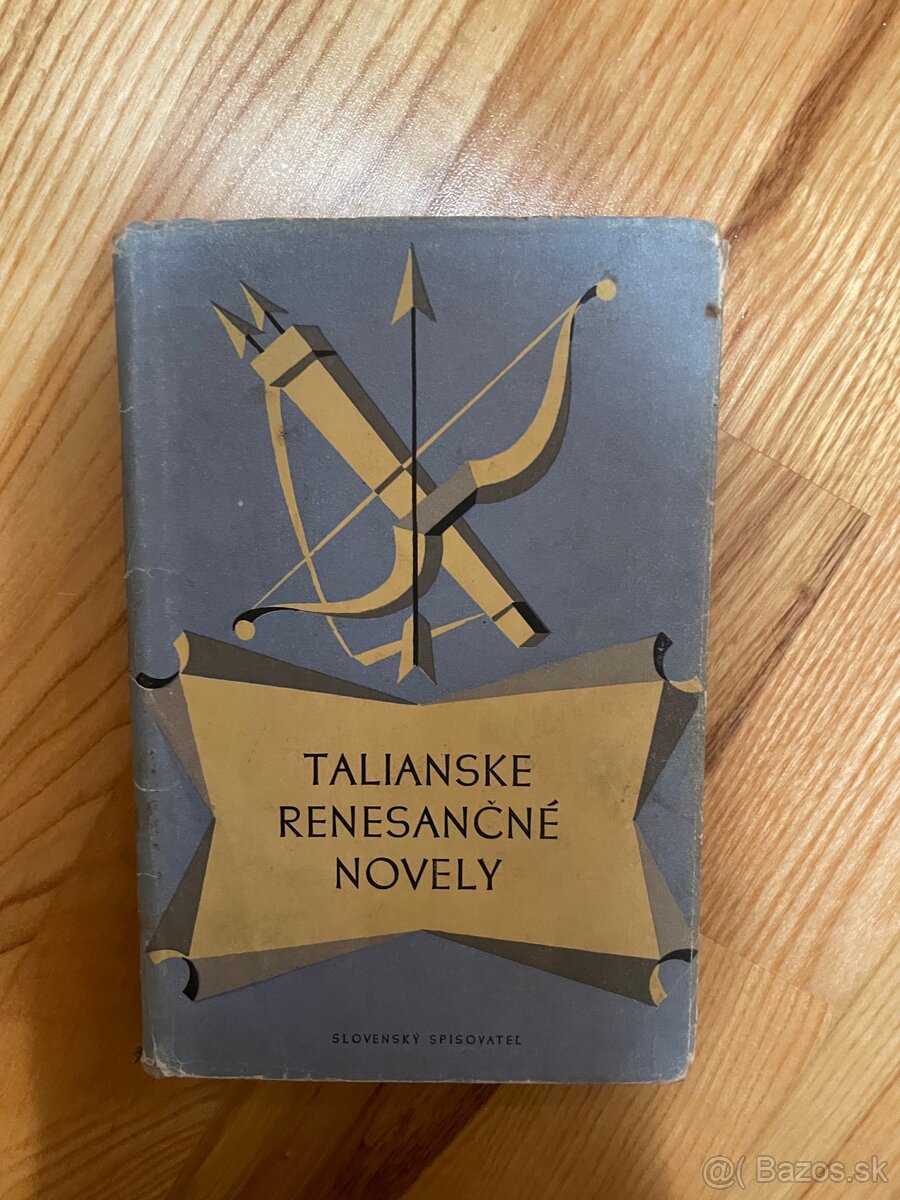 TALIANSKE
RENESANČNÉ
NOVELY
SLOVENSKÝ SPISOVATEĽ
@( Bazos.sk